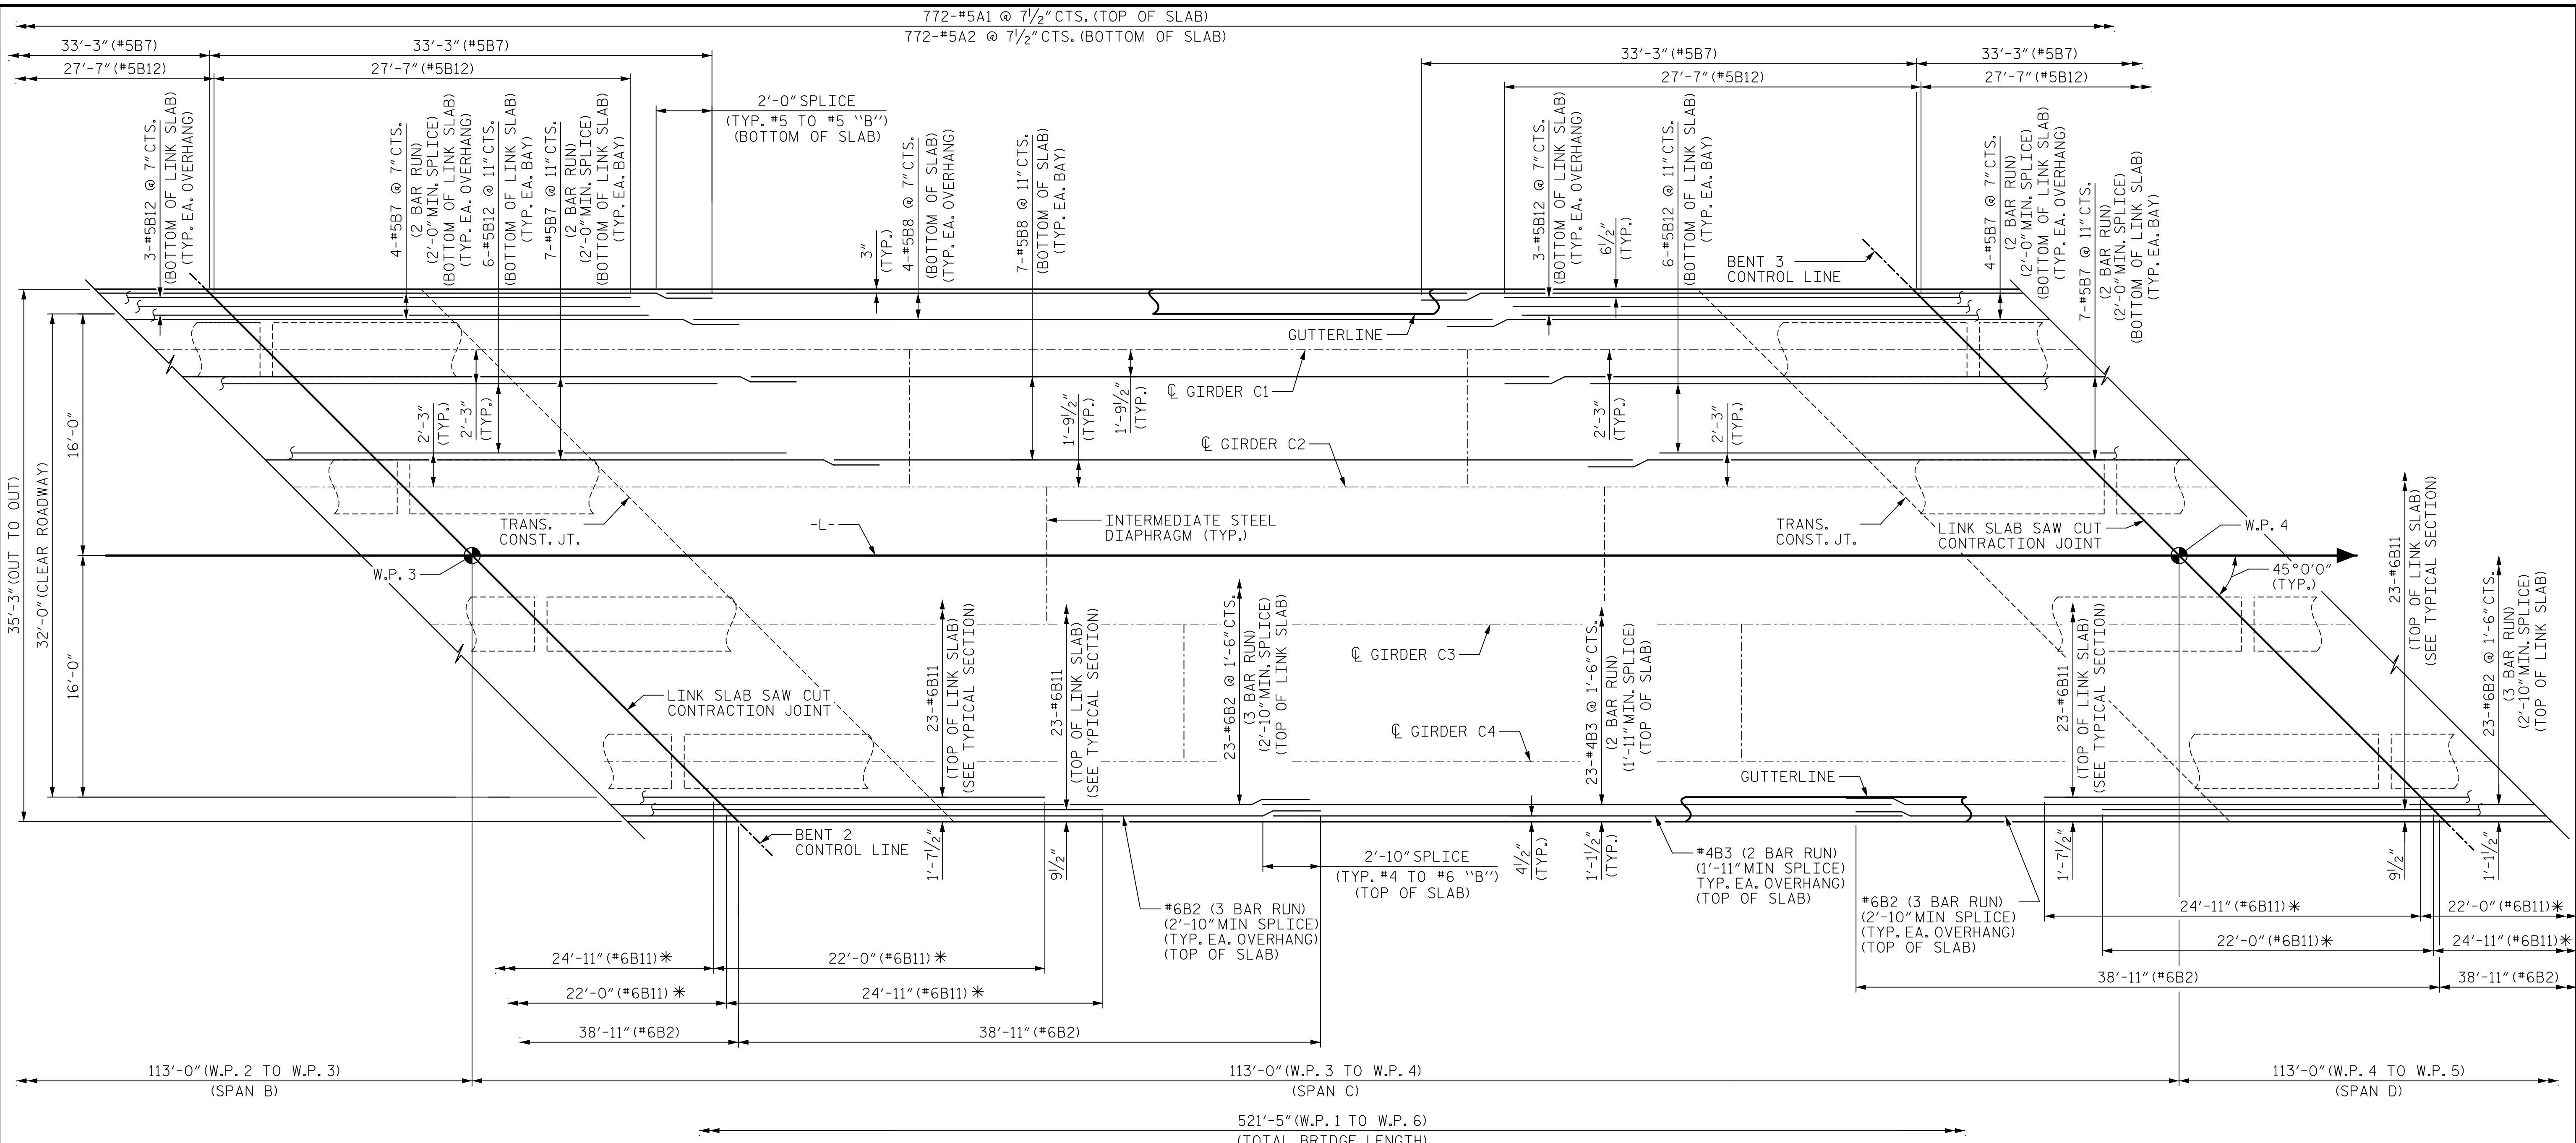 772-#5A1 @ 7 1/2" CTS. (TOP OF SLAB)
772-#5A2 @ 7 1/2" CTS. (BOTTOM OF SLAB)
33'-3" (#5B7)
33'-3" (#5B7)
33'-3" (#5B7)
33'-3" (#5B7)
27'-7" (#5B12)
27'-7" (#5B12)
27'-7" (#5B12)
27'-7" (#5B12)
3-#5B12 @ 7" CTS.
(BOTTOM OF LINK SLAB)
(TYP. EA. OVERHANG)
4-#5B7 @ 7" CTS.
(2 BAR RUN)
(2'-0" MIN. SPLICE)
(BOTTOM OF LINK SLAB)
(TYP. EA. OVERHANG)
6-#5B12 @ 11" CTS.
(BOTTOM OF LINK SLAB)
(TYP. EA. BAY)
7-#5B7 @ 11" CTS.
(2 BAR RUN)
(2'-0" MIN. SPLICE)
(BOTTOM OF LINK SLAB)
(TYP. EA. BAY)
2'-0" SPLICE
(TYP. #5 TO #5 "B")
(BOTTOM OF SLAB)
3"
(TYP.)
4-#5B8 @ 7" CTS.
(BOTTOM OF SLAB)
(TYP. EA. OVERHANG)
7-#5B8 @ 11" CTS.
(BOTTOM OF SLAB)
(TYP. EA. BAY)
3-#5B12 @ 7" CTS.
(BOTTOM OF LINK SLAB)
(TYP. EA. OVERHANG)
6 1/2"
(TYP.)
6-#5B12 @ 11" CTS.
(BOTTOM OF LINK SLAB)
(TYP. EA. BAY)
BENT 3
CONTROL LINE
4-#5B7 @ 7" CTS.
(2 BAR RUN)
(2'-0" MIN. SPLICE)
(BOTTOM OF LINK SLAB)
(TYP. EA. OVERHANG)
7-#5B7 @ 11" CTS.
(2 BAR RUN)
(2'-0" MIN. SPLICE)
(BOTTOM OF LINK SLAB)
(TYP. EA. BAY)
GUTTERLINE
℄ GIRDER C1
℄ GIRDER C2
2'-3"
(TYP.)
2'-3"
(TYP.)
1'-9 1/2"
(TYP.)
1'-9 1/2"
(TYP.)
2'-3"
(TYP.)
2'-3"
(TYP.)
35'-3" (OUT TO OUT)
32'-0" (CLEAR ROADWAY)
16'-0"
16'-0"
TRANS.
CONST. JT.
-L-
INTERMEDIATE STEEL
DIAPHRAGM (TYP.)
TRANS.
CONST. JT.
LINK SLAB SAW CUT
CONTRACTION JOINT
W.P. 4
W.P. 3
45°0'0"
(TYP.)
23-#6B11
(TOP OF LINK SLAB)
(SEE TYPICAL SECTION)
23-#6B2 @ 1'-6" CTS.
(3 BAR RUN)
(2'-10" MIN. SPLICE)
(TOP OF LINK SLAB)
LINK SLAB SAW CUT
CONTRACTION JOINT
23-#6B11
(TOP OF LINK SLAB)
(SEE TYPICAL SECTION)
23-#6B11
(TOP OF LINK SLAB)
(SEE TYPICAL SECTION)
23-#6B2 @ 1'-6" CTS.
(3 BAR RUN)
(2'-10" MIN. SPLICE)
(TOP OF LINK SLAB)
℄ GIRDER C3
℄ GIRDER C4
23-#4B3 @ 1'-6" CTS.
(2 BAR RUN)
(1'-11" MIN. SPLICE)
(TOP OF SLAB)
GUTTERLINE
23-#6B11
(TOP OF LINK SLAB)
(SEE TYPICAL SECTION)
BENT 2
CONTROL LINE
1'-7 1/2"
9 1/2"
2'-10" SPLICE
(TYP. #4 TO #6 "B")
(TOP OF SLAB)
4 1/2"
(TYP.)
1'-1 1/2"
(TYP.)
#4B3 (2 BAR RUN)
(1'-11" MIN SPLICE)
TYP. EA. OVERHANG)
(TOP OF SLAB)
1'-7 1/2"
9 1/2"
1'-1 1/2"
#6B2 (3 BAR RUN)
(2'-10" MIN SPLICE)
(TYP. EA. OVERHANG)
(TOP OF SLAB)
#6B2 (3 BAR RUN)
(2'-10" MIN SPLICE)
(TYP. EA. OVERHANG)
(TOP OF SLAB)
24'-11" (#6B11)*
22'-0" (#6B11)*
24'-11" (#6B11)*
22'-0" (#6B11)*
22'-0" (#6B11)*
24'-11" (#6B11)*
22'-0" (#6B11)*
24'-11" (#6B11)*
38'-11" (#6B2)
38'-11" (#6B2)
38'-11" (#6B2)
38'-11" (#6B2)
113'-0" (W.P. 2 TO W.P. 3)
(SPAN B)
113'-0" (W.P. 3 TO W.P. 4)
(SPAN C)
113'-0" (W.P. 4 TO W.P. 5)
(SPAN D)
521'-5" (W.P. 1 TO W.P. 6)
(TOTAL BRIDGE LENGTH)